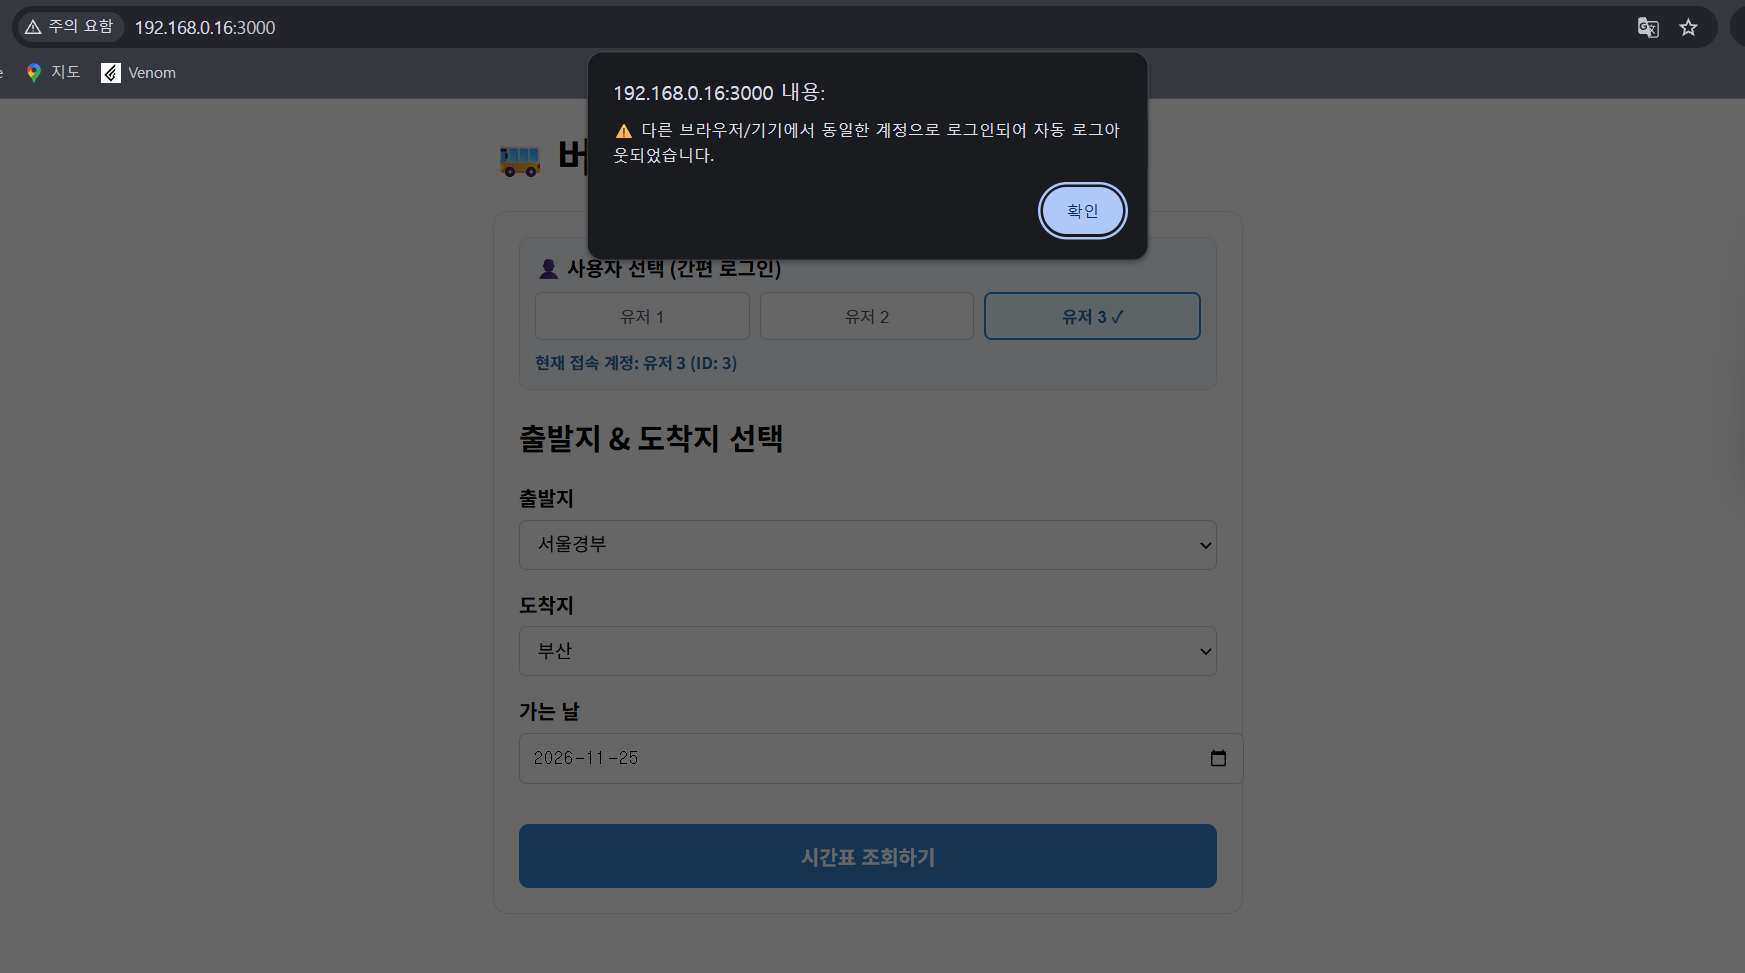 주의 요함
192.168.0.16:3000
e
지도
Venom
192.168.0.16:3000 내용:
⚠️ 다른 브라우저/기기에서 동일한 계정으로 로그인되어 자동 로그아
웃되었습니다.
확인
버
👤 사용자 선택 (간편 로그인)
유저 1
유저 2
유저 3 ✓
현재 접속 계정: 유저 3 (ID: 3)
출발지 & 도착지 선택
출발지
서울경부
도착지
부산
가는 날
2026-11-25
시간표 조회하기